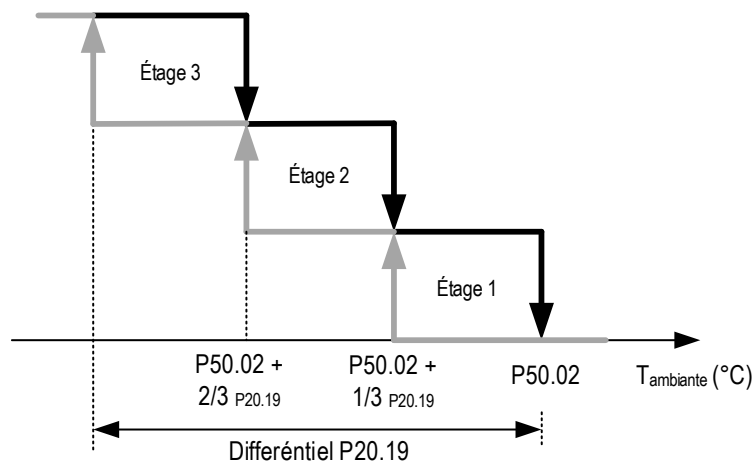 Étage 3
Étage 2
Étage 1
P50.02 +
2/3 P20.19
P50.02 +
1/3 P20.19
P50.02
Tambiante (°C)
Differéntiel P20.19